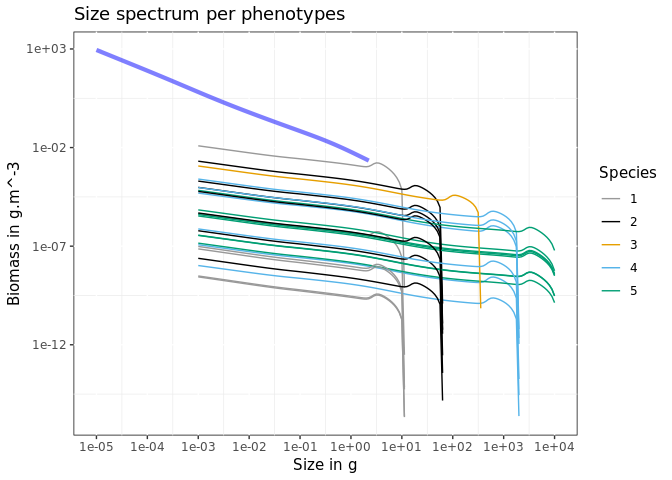 Size spectrum per phenotypes
1e+03
1e-02
1e-07
1e-12
Biomass in g.m^-3
1e-05 1e-04 1e-03 1e-02 1e-01 1e+00 1e+01 1e+02 1e+03 1e+04
Size in g
Species
1
2
3
4
5